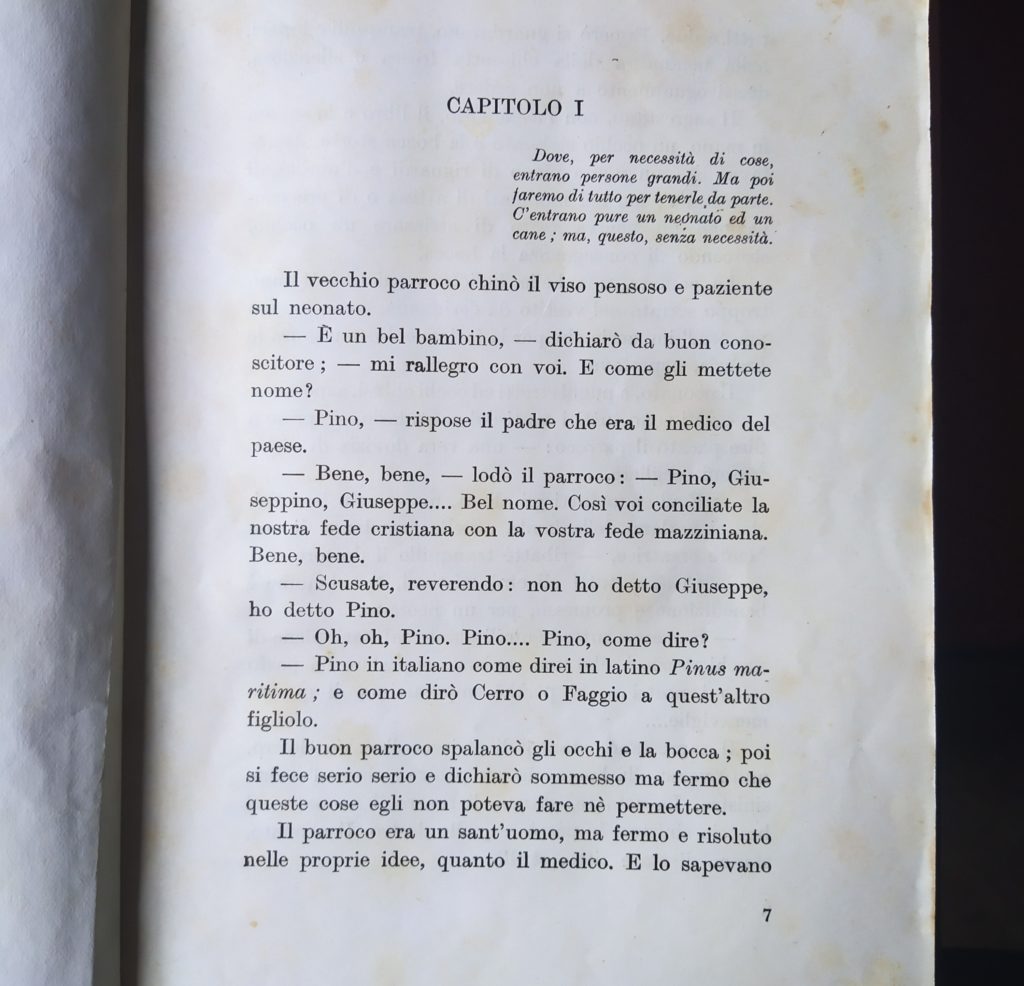 CAPITOLO I
Dove, per necessità di cose,
entrano persone grandi. Ma poi
faremo di tutto per tenerle da parte.
C'entrano pure un neonato ed un
cane ; ma, questo, senza necessità.
Il vecchio parroco chinò il viso pensoso e paziente
sul neonato.
— È un bel bambino, — dichiarò da buon cono-
scitore ; — mi rallegro con voi. E come gli mettete
nome?
— Pino, — rispose il padre che era il medico del
paese.
— Bene, bene, — lodò il parroco : — Pino, Giu-
seppino, Giuseppe.... Bel nome. Così voi conciliate la
nostra fede cristiana con la vostra fede mazziniana.
Bene, bene.
— Scusate, reverendo : non ho detto Giuseppe,
ho detto Pino.
— Oh, oh, Pino. Pino.... Pino, come dire?
— Pino in italiano come direi in latino Pinus ma-
ritima ; e come dirò Cerro o Faggio a quest'altro
figliolo.
Il buon parroco spalancò gli occhi e la bocca ; poi
si fece serio serio e dichiarò sommesso ma fermo che
queste cose egli non poteva fare nè permettere.
Il parroco era un sant'uomo, ma fermo e risoluto
nelle proprie idee, quanto il medico. E lo sapevano
7